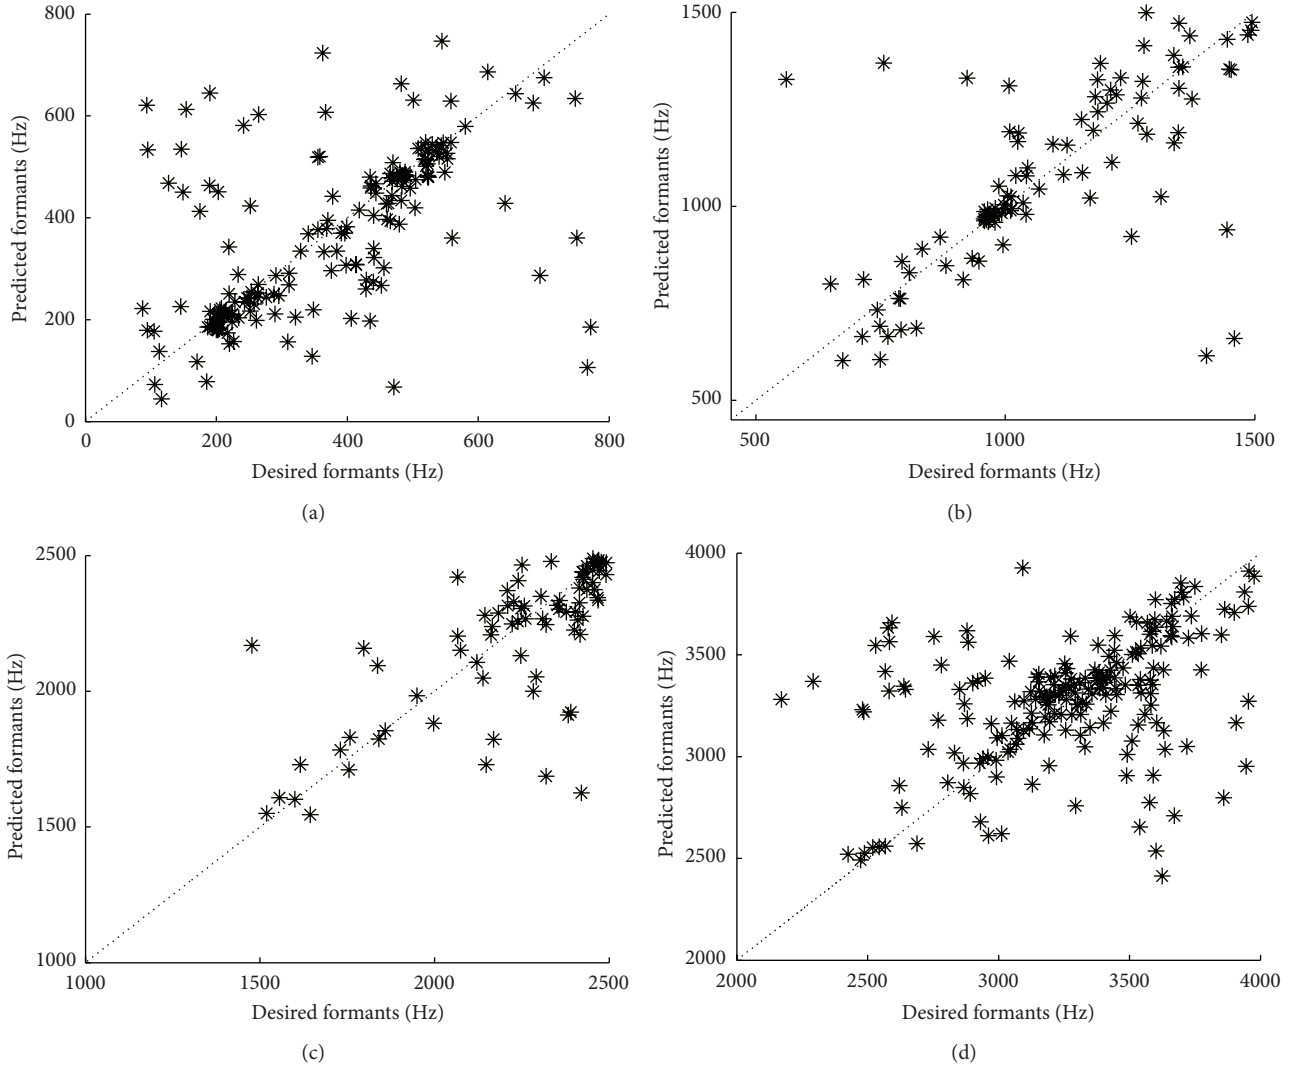 800
600
400
200
0
Predicted formants (Hz)
0 200 400 600 800
Desired formants (Hz)
(a)
1500
1000
500
Predicted formants (Hz)
500 1000 1500
Desired formants (Hz)
(b)
2500
2000
1500
1000
Predicted formants (Hz)
1000 1500 2000 2500
Desired formants (Hz)
(c)
4000
3500
3000
2500
2000
Predicted formants (Hz)
2000 2500 3000 3500 4000
Desired formants (Hz)
(d)